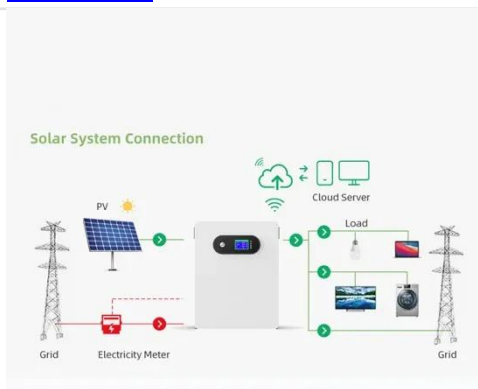 Solar System Connection
Cloud Server
PV
Load
Grid
Electricity Meter
Grid